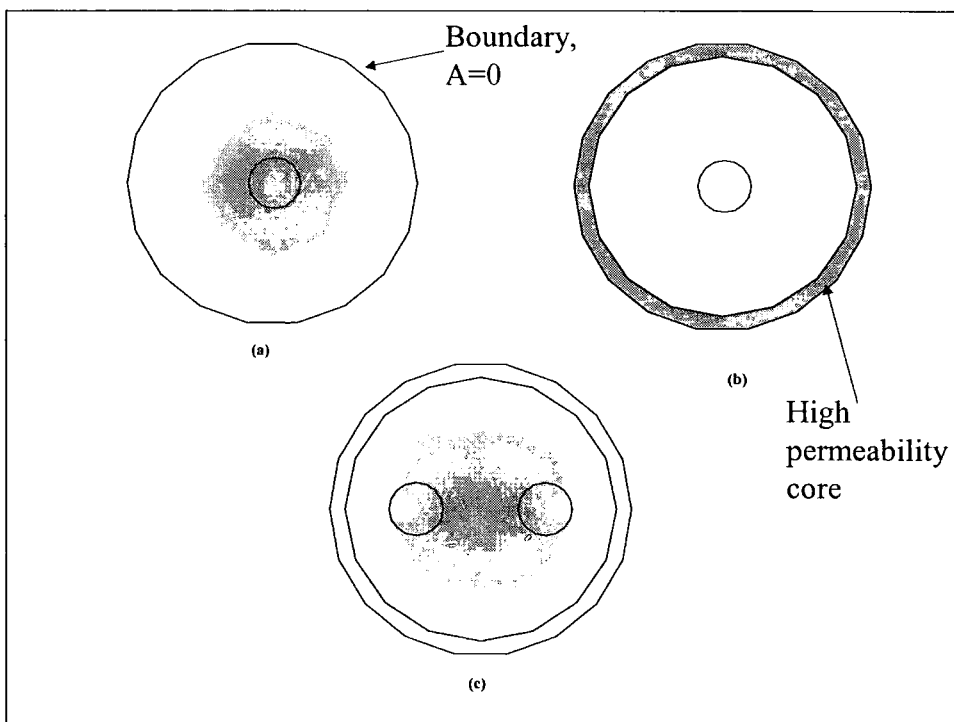 Boundary,
A=0
(a)
(b)
High
permeability
core
(c)